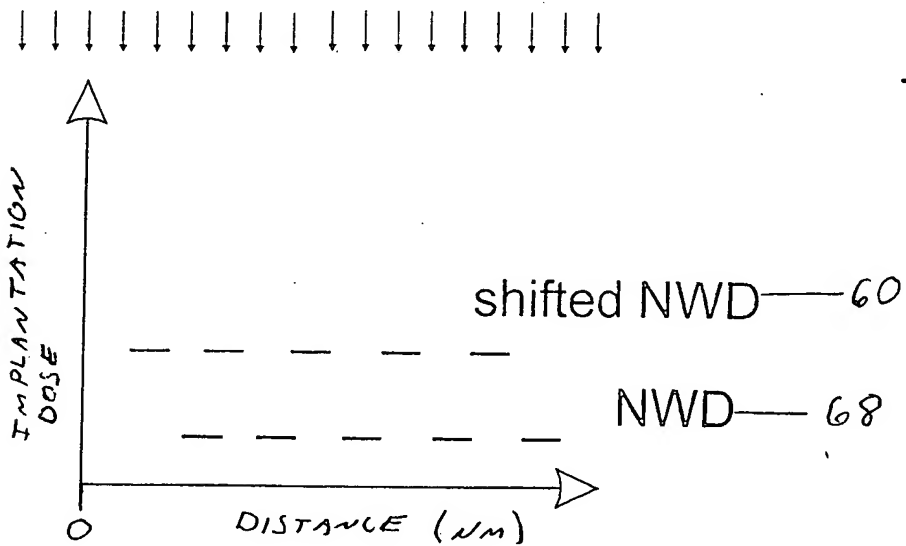 IMPLANTATION
DOSE
shifted NWD 60
NWD 68
0
DISTANCE (NM)